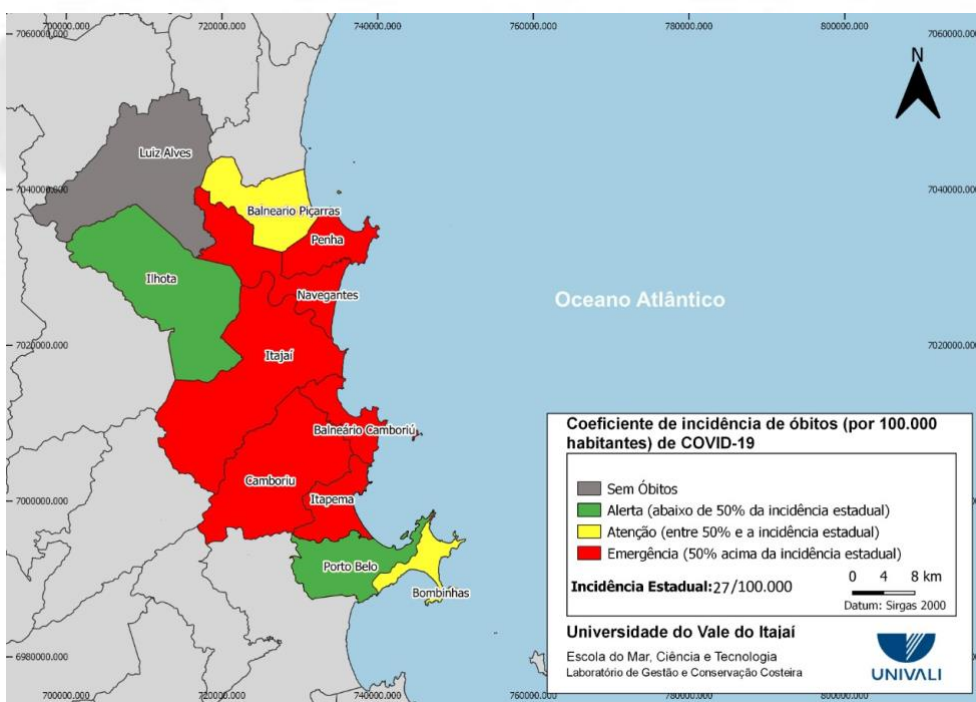 700000.000 720000.000 740000.000 760000.000 780000.000 800000.000
7060000.000 7060000.000
N
Luiz Alves
7040000.000 7040000.000
Balneario Piçarras
Penha
Ilhota
Navegantes
Oceano Atlântico
7020000.000 7020000.000
Itajaí
Balneário Camboriú
Camboriu
7000000.000
Itapema
Porto Belo
Bombinhas
6980000.000
700000.000 720000.000 740000.000 760000.000 780000.000 800000.000
Coeficiente de incidência de óbitos (por 100.000
habitantes) de COVID-19
Sem Óbitos
Alerta (abaixo de 50% da incidência estadual)
Atenção (entre 50% e a incidência estadual)
Emergência (50% acima da incidência estadual)
Incidência Estadual:27/100.000
0 4 8 km
Datum: Sirgas 2000
Universidade do Vale do Itajaí
Escola do Mar, Ciência e Tecnologia
Laboratório de Gestão e Conservação Costeira
UNIVALI